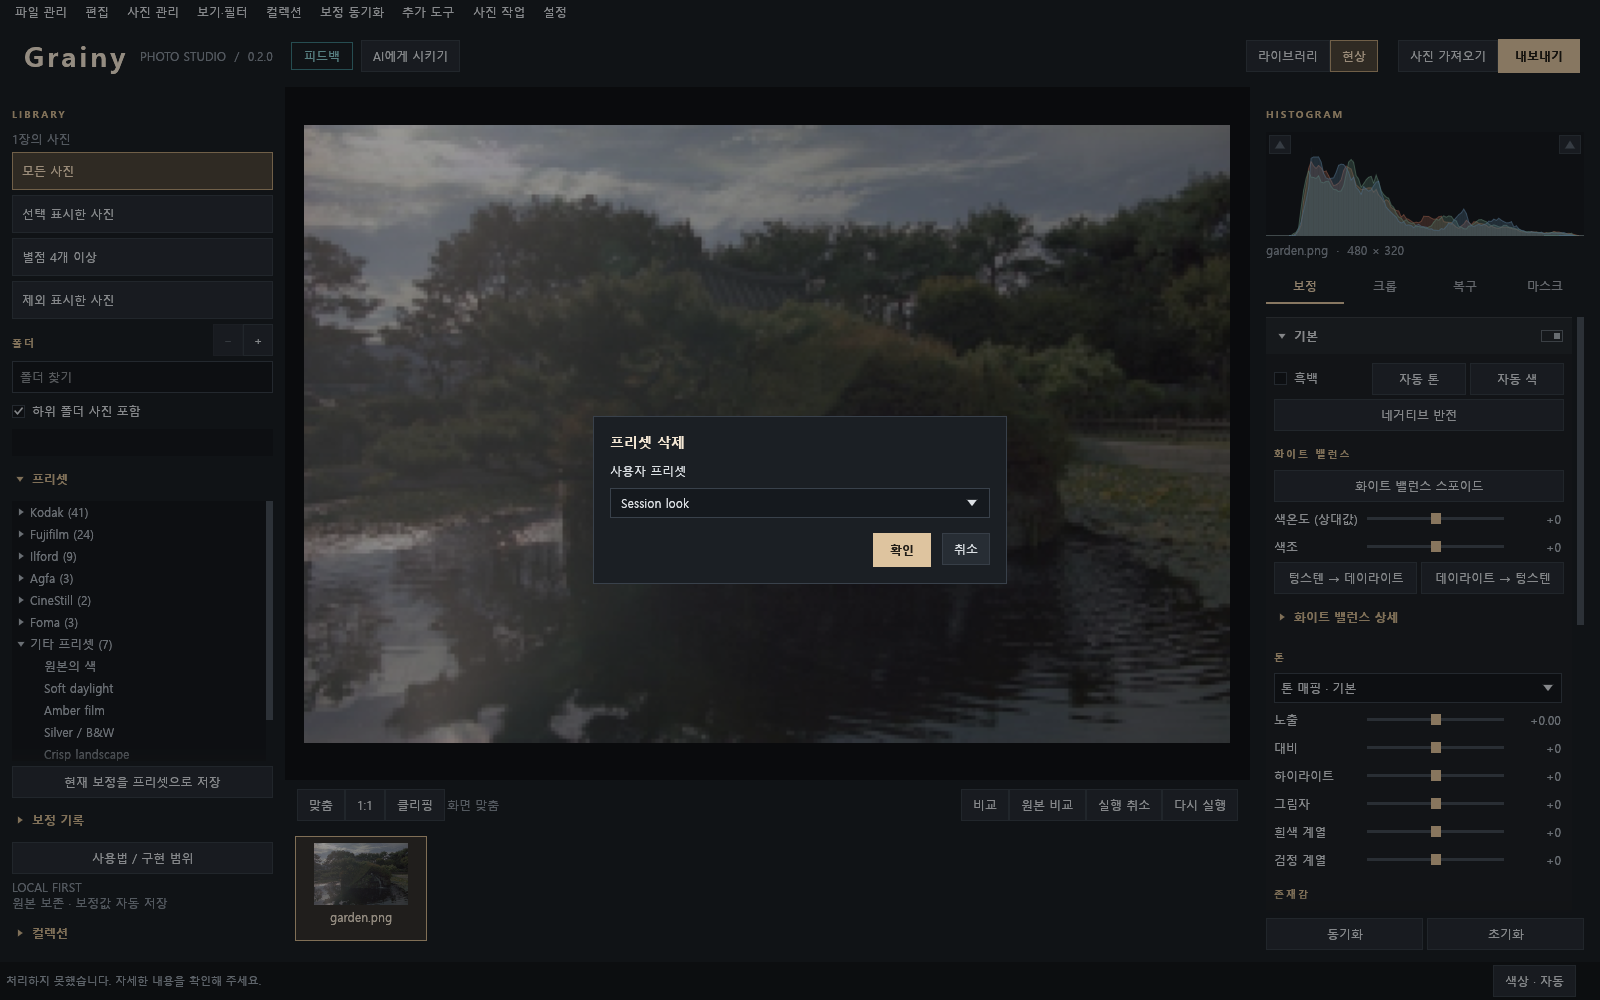 파일 관리 편집 사진 관리 보기·필터 컬렉션 보정 동기화 추가 도구 사진 작업 설정
Grainy PHOTO STUDIO / 0.2.0 피드백 AI에게 시키기 라이브러리 현상 사진 가져오기 내보내기
LIBRARY
1장의 사진
모든 사진
선택 표시한 사진
별점 4개 이상
제외 표시한 사진
폴더 − +
폴더 찾기
하위 폴더 사진 포함
프리셋
Kodak (41)
Fujifilm (24)
Ilford (9)
Agfa (3)
CineStill (2)
Foma (3)
기타 프리셋 (7)
원본의 색
Soft daylight
Amber film
Silver / B&W
Crisp landscape
현재 보정을 프리셋으로 저장
보정 기록
사용법 / 구현 범위
LOCAL FIRST
원본 보존 · 보정값 자동 저장
컬렉션
프리셋 삭제
사용자 프리셋
Session look
확인 취소
맞춤 1:1 클리핑 화면 맞춤 비교 원본 비교 실행 취소 다시 실행
garden.png
HISTOGRAM
garden.png · 480 × 320
보정 크롭 복구 마스크
기본
흑백 자동 톤 자동 색
네거티브 반전
화이트 밸런스
화이트 밸런스 스포이드
색온도 (상대값) +0
색조 +0
텅스텐 → 데이라이트 데이라이트 → 텅스텐
화이트 밸런스 상세
톤
톤 매핑 · 기본
노출 +0.00
대비 +0
하이라이트 +0
그림자 +0
흰색 계열 +0
검정 계열 +0
존재감
동기화 초기화
처리하지 못했습니다. 자세한 내용을 확인해 주세요. 색상 · 자동